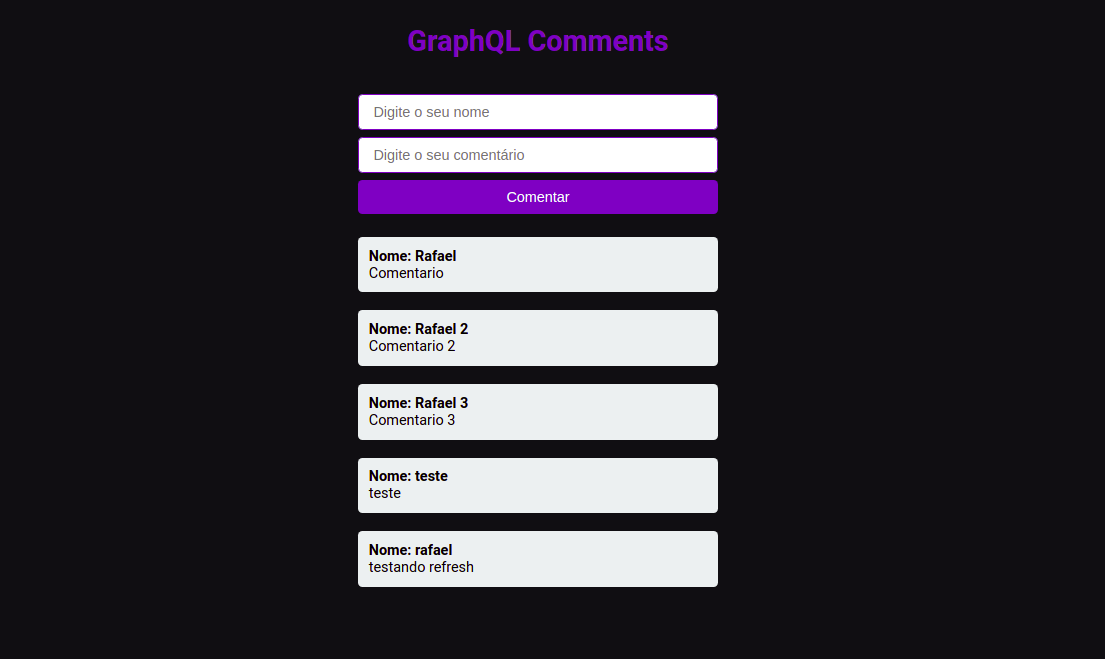 GraphQL Comments
Digite o seu nome
Digite o seu comentário
Comentar
Nome: Rafael
Comentario
Nome: Rafael 2
Comentario 2
Nome: Rafael 3
Comentario 3
Nome: teste
teste
Nome: rafael
testando refresh